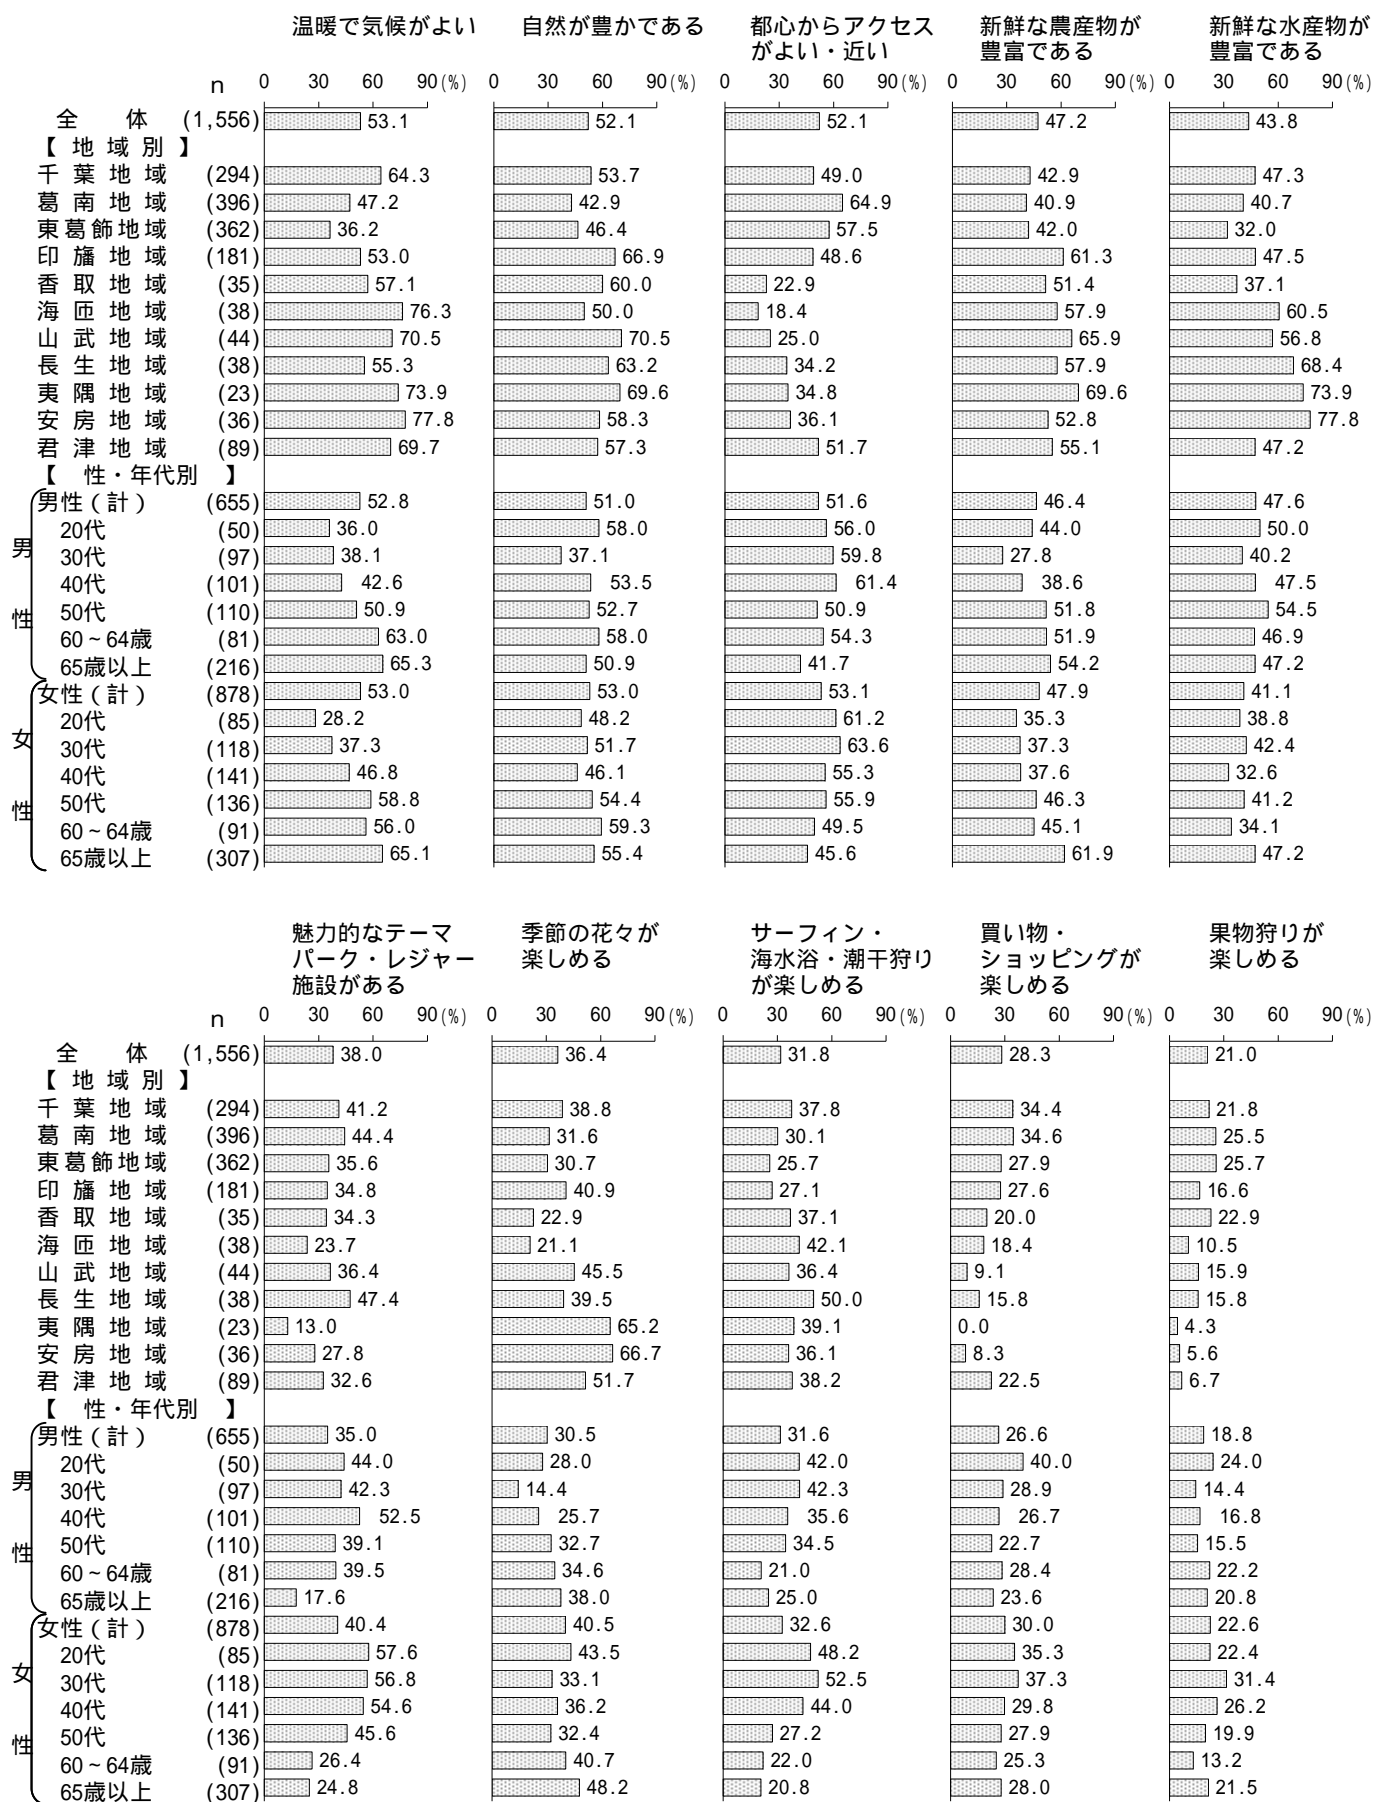 温暖で気候がよい 自然が豊かである 都心からアクセス 新鮮な農産物が 新鮮な水産物が
がよい・近い 豊富である 豊富である
n 0 30 60 90(%) 0 30 60 90(%) 0 30 60 90(%) 0 30 60 90(%) 0 30 60 90(%)
全 体 (1,556) 53.1 52.1 52.1 47.2 43.8
【 地 域 別 】
千 葉 地 域 (294) 64.3 53.7 49.0 42.9 47.3
葛 南 地 域 (396) 47.2 42.9 64.9 40.9 40.7
東葛飾地域 (362) 36.2 46.4 57.5 42.0 32.0
印 旛 地 域 (181) 53.0 66.9 48.6 61.3 47.5
香 取 地 域 (35) 57.1 60.0 22.9 51.4 37.1
海 匝 地 域 (38) 76.3 50.0 18.4 57.9 60.5
山 武 地 域 (44) 70.5 70.5 25.0 65.9 56.8
長 生 地 域 (38) 55.3 63.2 34.2 57.9 68.4
夷 隅 地 域 (23) 73.9 69.6 34.8 69.6 73.9
安 房 地 域 (36) 77.8 58.3 36.1 52.8 77.8
君 津 地 域 (89) 69.7 57.3 51.7 55.1 47.2
【 性・年代別 】
男性(計) (655) 52.8 51.0 51.6 46.4 47.6
20代 (50) 36.0 58.0 56.0 44.0 50.0
男 30代 (97) 38.1 37.1 59.8 27.8 40.2
40代 (101) 42.6 53.5 61.4 38.6 47.5
性 50代 (110) 50.9 52.7 50.9 51.8 54.5
60~64歳 (81) 63.0 58.0 54.3 51.9 46.9
65歳以上 (216) 65.3 50.9 41.7 54.2 47.2
女性(計) (878) 53.0 53.0 53.1 47.9 41.1
20代 (85) 28.2 48.2 61.2 35.3 38.8
女 30代 (118) 37.3 51.7 63.6 37.3 42.4
40代 (141) 46.8 46.1 55.3 37.6 32.6
性 50代 (136) 58.8 54.4 55.9 46.3 41.2
60~64歳 (91) 56.0 59.3 49.5 45.1 34.1
65歳以上 (307) 65.1 55.4 45.6 61.9 47.2
魅力的なテーマ 季節の花々が サーフィン・ 買い物・ 果物狩りが
パーク・レジャー 楽しめる 海水浴・潮干狩り ショッピングが 楽しめる
施設がある が楽しめる 楽しめる
n 0 30 60 90(%) 0 30 60 90(%) 0 30 60 90(%) 0 30 60 90(%) 0 30 60 90(%)
全 体 (1,556) 38.0 36.4 31.8 28.3 21.0
【 地 域 別 】
千 葉 地 域 (294) 41.2 38.8 37.8 34.4 21.8
葛 南 地 域 (396) 44.4 31.6 30.1 34.6 25.5
東葛飾地域 (362) 35.6 30.7 25.7 27.9 25.7
印 旛 地 域 (181) 34.8 40.9 27.1 27.6 16.6
香 取 地 域 (35) 34.3 22.9 37.1 20.0 22.9
海 匝 地 域 (38) 23.7 21.1 42.1 18.4 10.5
山 武 地 域 (44) 36.4 45.5 36.4 9.1 15.9
長 生 地 域 (38) 47.4 39.5 50.0 15.8 15.8
夷 隅 地 域 (23) 13.0 65.2 39.1 0.0 4.3
安 房 地 域 (36) 27.8 66.7 36.1 8.3 5.6
君 津 地 域 (89) 32.6 51.7 38.2 22.5 6.7
【 性・年代別 】
男性(計) (655) 35.0 30.5 31.6 26.6 18.8
20代 (50) 44.0 28.0 42.0 40.0 24.0
男 30代 (97) 42.3 14.4 42.3 28.9 14.4
40代 (101) 52.5 25.7 35.6 26.7 16.8
性 50代 (110) 39.1 32.7 34.5 22.7 15.5
60~64歳 (81) 39.5 34.6 21.0 28.4 22.2
65歳以上 (216) 17.6 38.0 25.0 23.6 20.8
女性(計) (878) 40.4 40.5 32.6 30.0 22.6
20代 (85) 57.6 43.5 48.2 35.3 22.4
女 30代 (118) 56.8 33.1 52.5 37.3 31.4
40代 (141) 54.6 36.2 44.0 29.8 26.2
性 50代 (136) 45.6 32.4 27.2 27.9 19.9
60~64歳 (91) 26.4 40.7 22.0 25.3 13.2
65歳以上 (307) 24.8 48.2 20.8 28.0 21.5